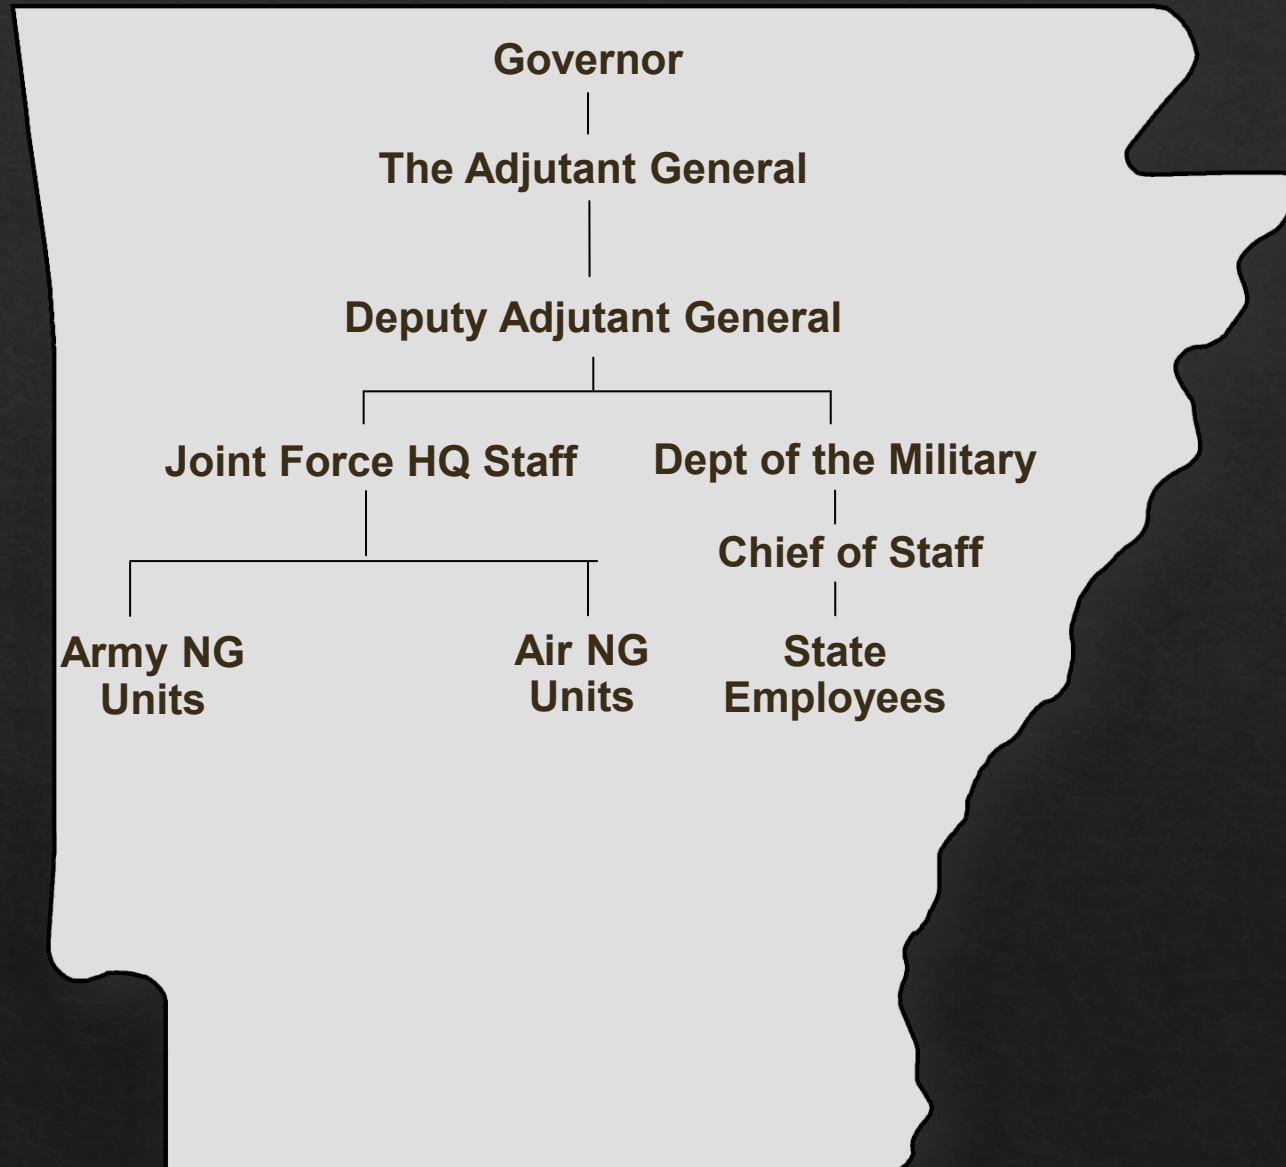 Governor
The Adjutant General
Deputy Adjutant General
Joint Force HQ Staff
Dept of the Military
Chief of Staff
Army NG
Units
Air NG
Units
State
Employees